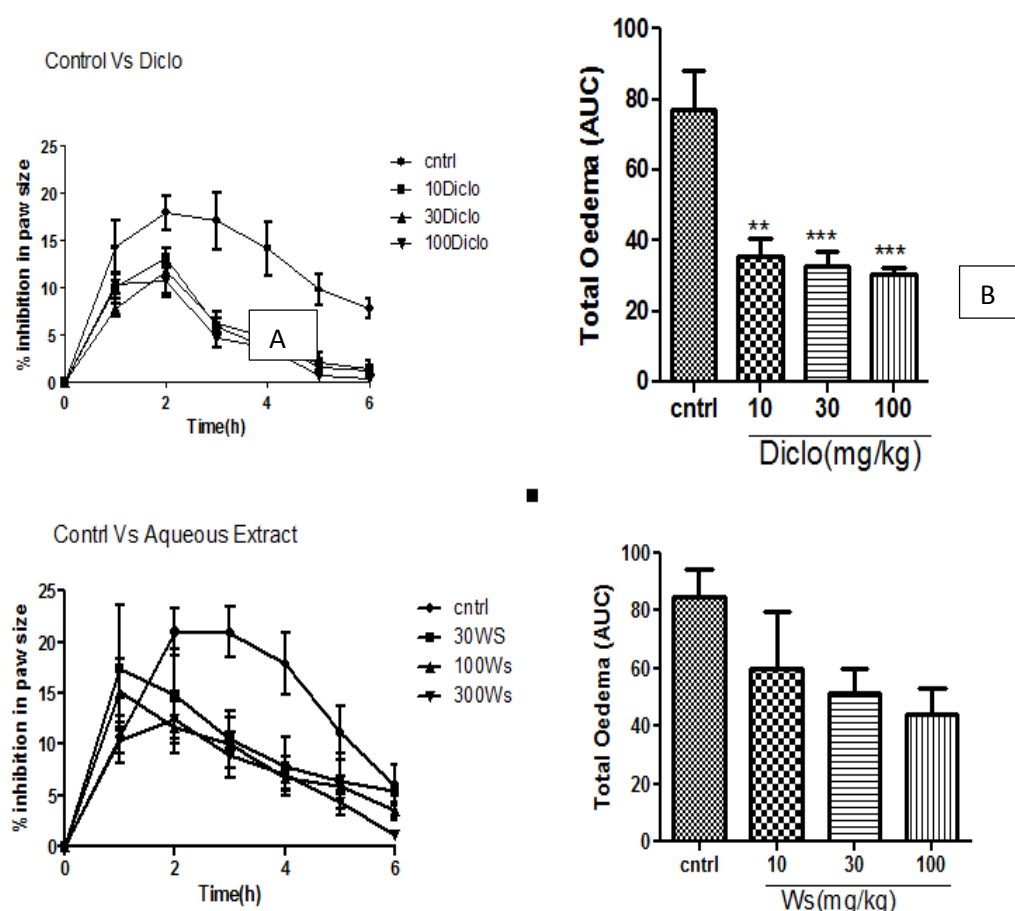 Control Vs Diclo
% inhibition in paw size
25
20
15
10
5
0
0 2 4 6
Time(h)
cntrl
10Diclo
30Diclo
100Diclo
A
Total Oedema (AUC)
100
80
60
40
20
0
**
***
***
cntrl 10 30 100
Diclo(mg/kg)
B
Contrl Vs Aqueous Extract
% inhibition in paw size
25
20
15
10
5
0
0 2 4 6
Time(h)
cntrl
30WS
100Ws
300Ws
Total Oedema (AUC)
100
80
60
40
20
0
cntrl 10 30 100
Ws(mg/kg)